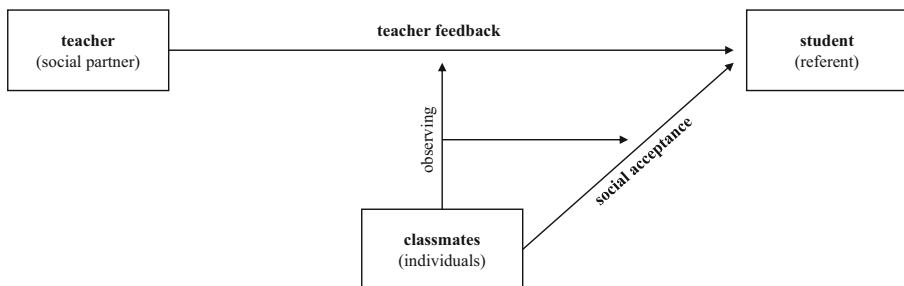 teacher
(social partner)
teacher feedback
student
(referent)
observing
social acceptance
classmates
(individuals)